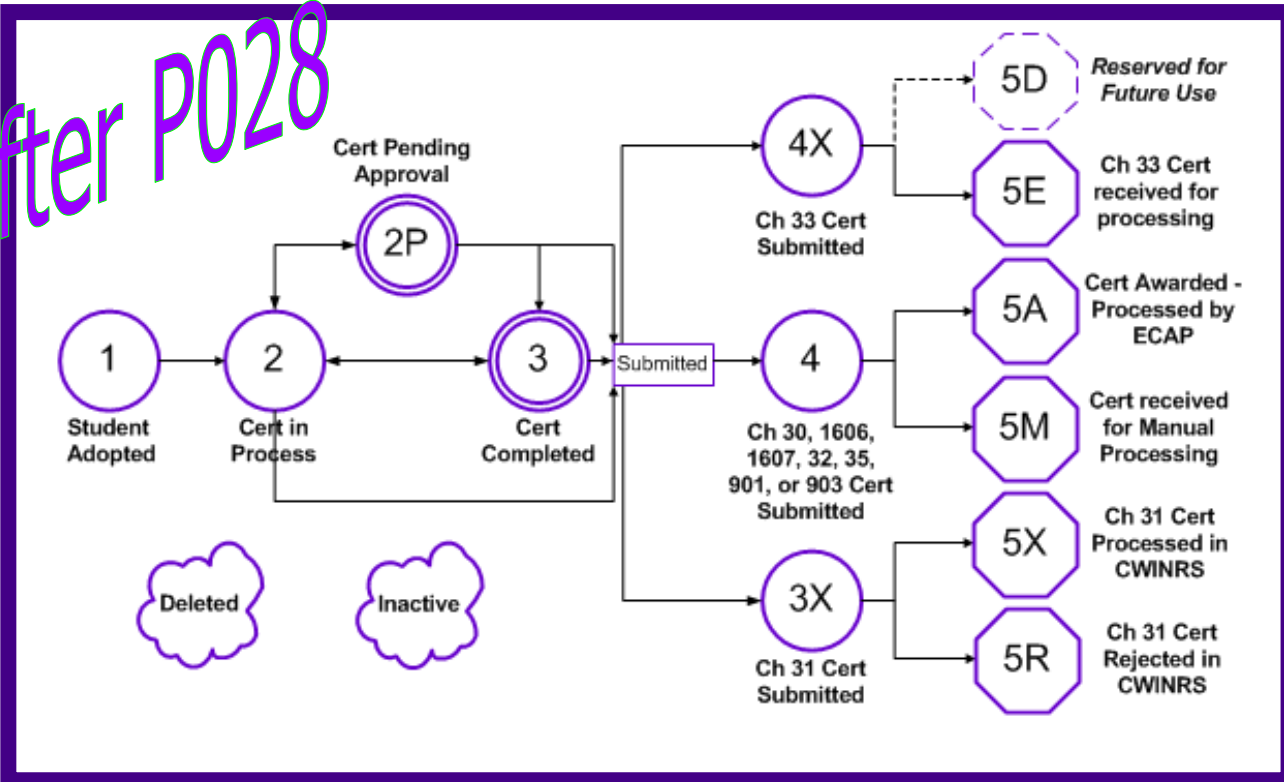 fter P028
5D
Reserved for
Future Use
4X
Ch 33 Cert
Submitted
5E
Ch 33 Cert
received for
processing
Cert Pending
Approval
2P
1
Student
Adopted
2
Cert in
Process
3
Cert
Completed
Submitted
4
Ch 30, 1606,
1607, 32, 35,
901, or 903 Cert
Submitted
5A
Cert Awarded -
Processed by
ECAP
5M
Cert received
for Manual
Processing
Deleted
Inactive
3X
Ch 31 Cert
Submitted
5X
Ch 31 Cert
Processed in
CWINRS
5R
Ch 31 Cert
Rejected in
CWINRS